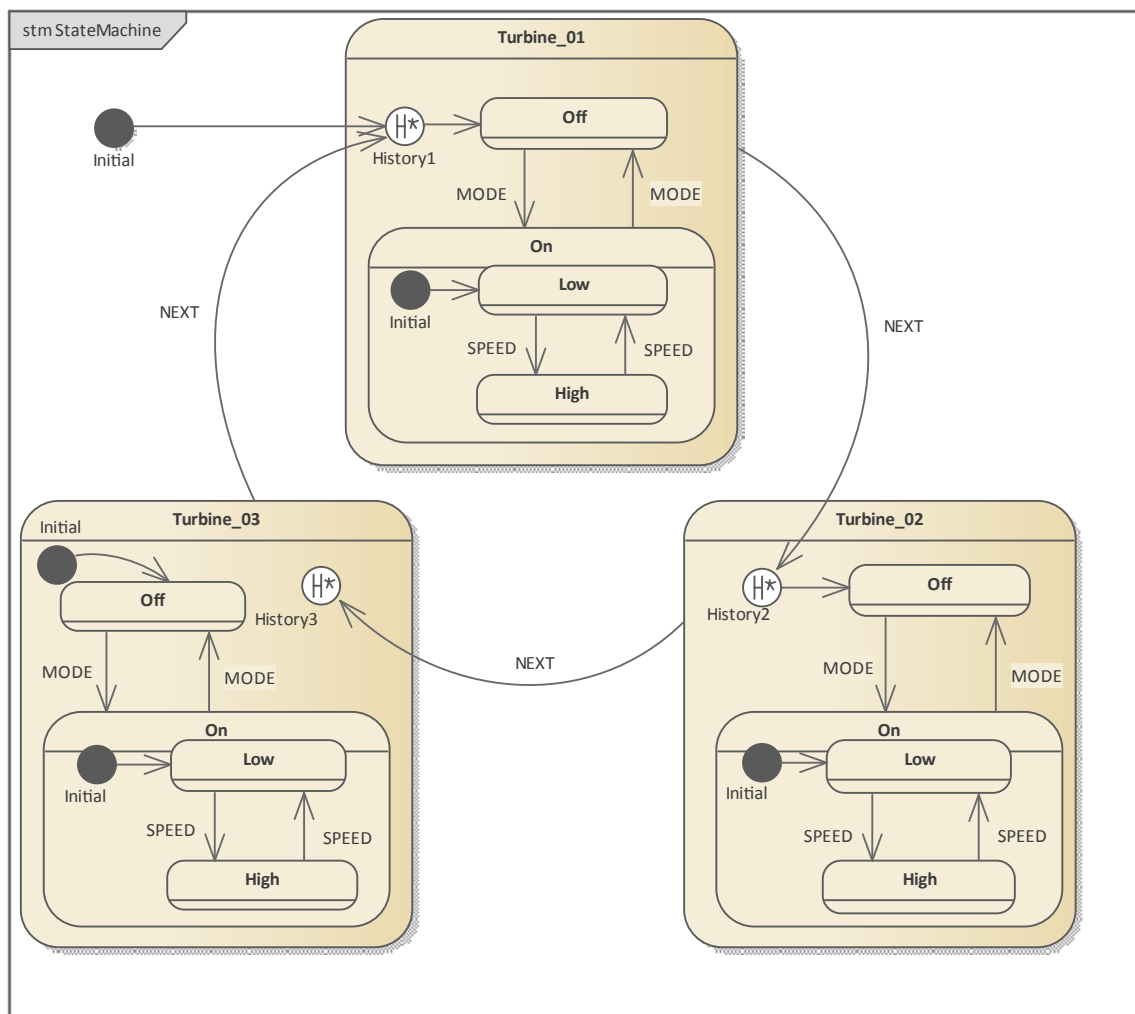 stm StateMachine
Turbine_01
Initial
H*
History1
Off
MODE
MODE
On
Initial
Low
SPEED
SPEED
High
NEXT
NEXT
Turbine_03
Initial
Off
H*
History3
MODE
MODE
On
Initial
Low
SPEED
SPEED
High
NEXT
Turbine_02
H*
History2
Off
MODE
MODE
On
Initial
Low
SPEED
SPEED
High